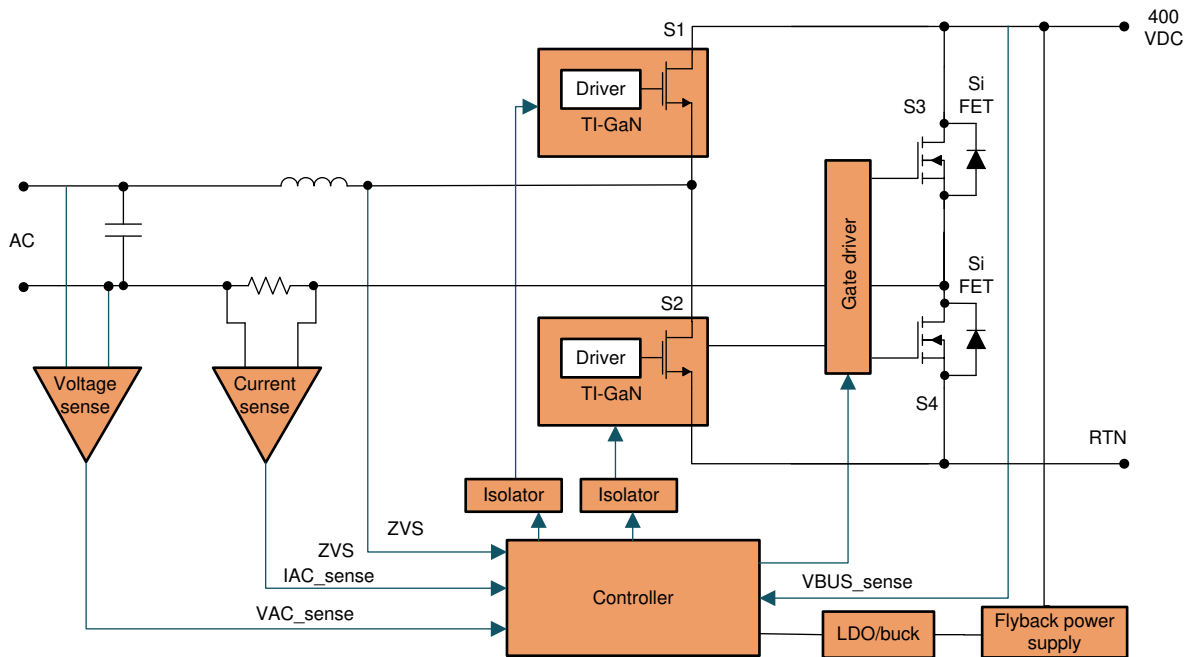 400
VDC
S1
Driver
TI-GaN
Si
FET
S3
AC
Gate driver
Si
FET
S2
Driver
TI-GaN
Voltage
sense
Current
sense
S4
RTN
Isolator
Isolator
ZVS
ZVS
IAC_sense
VAC_sense
Controller
VBUS_sense
LDO/buck
Flyback power
supply